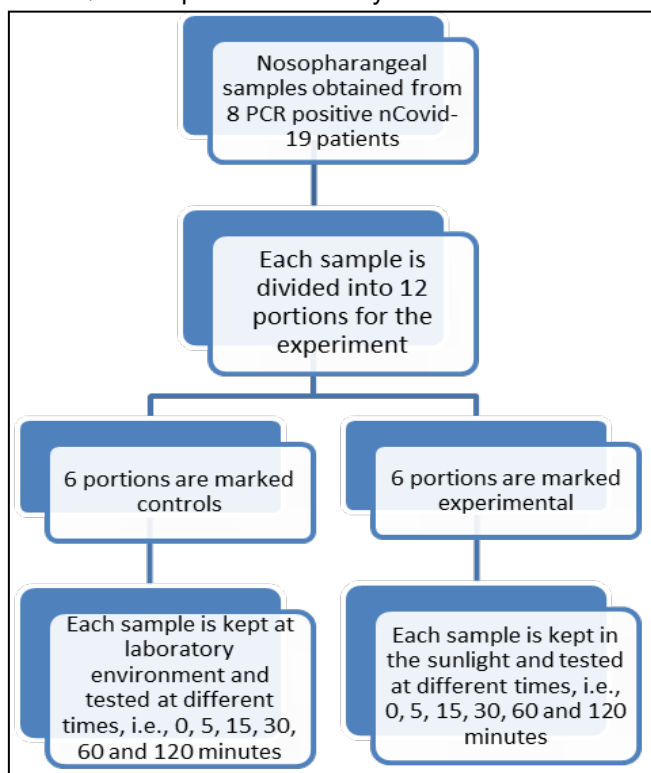 Nosopharangeal
samples obtained from
8 PCR positive nCovid-
19 patients
Each sample is
divided into 12
portions for the
experiment
6 portions are marked
controls
6 portions are marked
experimental
Each sample is kept at
laboratory
environment and
tested at different
times, i.e., 0, 5, 15, 30,
60 and 120 minutes
Each sample is kept in
the sunlight and tested
at different times, i.e.,
0, 5, 15, 30, 60 and 120
minutes